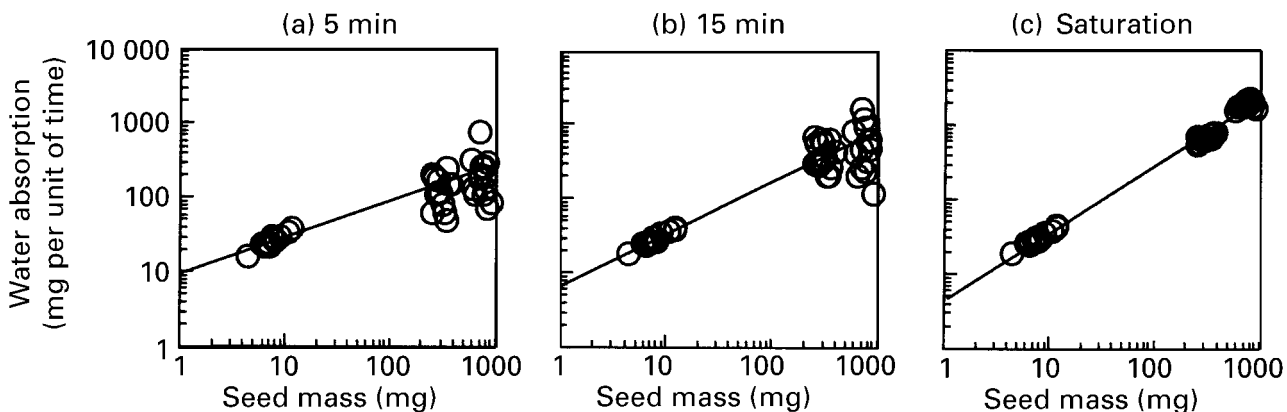 (a) 5 min
(b) 15 min
(c) Saturation
Water absorption
(mg per unit of time)
10 000
1000
100
10
1
1 10 100 1000
1 10 100 1000
1 10 100 1000
Seed mass (mg)
Seed mass (mg)
Seed mass (mg)